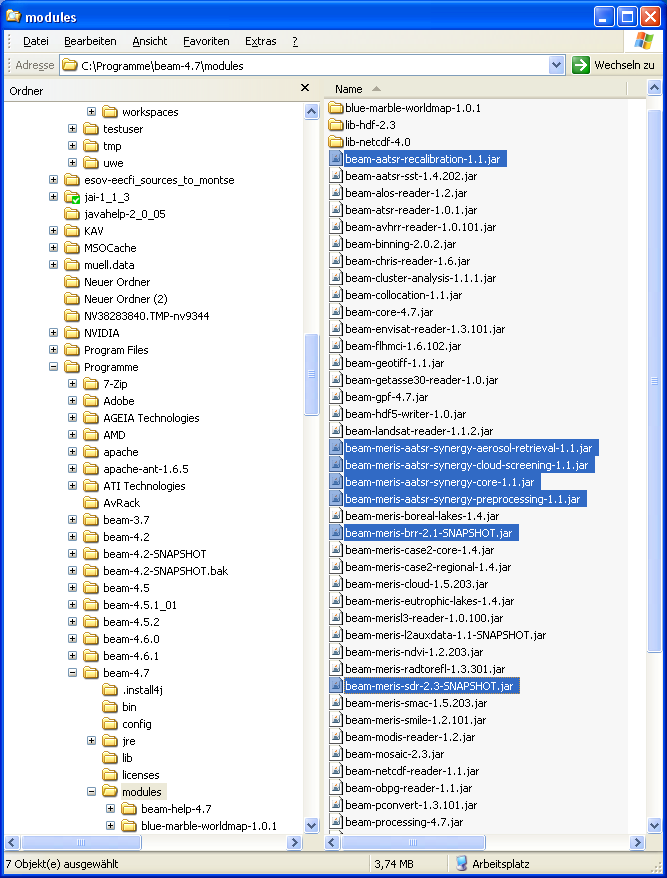 modules
Datei Bearbeiten Ansicht Favoriten Extras ?
Adresse C:\Programme\beam-4.7\modules Wechseln zu
Ordner
workspaces
testuser
tmp
uwe
esov-eecfi_sources_to_montse
jai-1_1_3
javahelp-2_0_05
KAV
MSOCache
muell.data
Neuer Ordner
Neuer Ordner (2)
NV38283840.TMP-nv9344
NVIDIA
Program Files
Programme
7-Zip
Adobe
AGEIA Technologies
AMD
apache
apache-ant-1.6.5
ATI Technologies
AvRack
beam-3.7
beam-4.2
beam-4.2-SNAPSHOT
beam-4.2-SNAPSHOT.bak
beam-4.5
beam-4.5.1_01
beam-4.5.2
beam-4.6.0
beam-4.6.1
beam-4.7
.install4j
bin
config
jre
lib
licenses
modules
beam-help-4.7
blue-marble-worldmap-1.0.1
Name
blue-marble-worldmap-1.0.1
lib-hdf-2.3
lib-netcdf-4.0
beam-aatsr-recalibration-1.1.jar
beam-aatsr-sst-1.4.202.jar
beam-alos-reader-1.2.jar
beam-atsr-reader-1.0.1.jar
beam-avhrr-reader-1.0.101.jar
beam-binning-2.0.2.jar
beam-chris-reader-1.6.jar
beam-cluster-analysis-1.1.1.jar
beam-collocation-1.1.jar
beam-core-4.7.jar
beam-envisat-reader-1.3.101.jar
beam-flhmci-1.6.102.jar
beam-geotiff-1.1.jar
beam-getasse30-reader-1.0.jar
beam-gpf-4.7.jar
beam-hdf5-writer-1.0.jar
beam-landsat-reader-1.1.2.jar
beam-meris-aatsr-synergy-aerosol-retrieval-1.1.jar
beam-meris-aatsr-synergy-cloud-screening-1.1.jar
beam-meris-aatsr-synergy-core-1.1.jar
beam-meris-aatsr-synergy-preprocessing-1.1.jar
beam-meris-boreal-lakes-1.4.jar
beam-meris-brr-2.1-SNAPSHOT.jar
beam-meris-case2-core-1.4.jar
beam-meris-case2-regional-1.4.jar
beam-meris-cloud-1.5.203.jar
beam-meris-eutrophic-lakes-1.4.jar
beam-merisl3-reader-1.0.100.jar
beam-meris-l2auxdata-1.1-SNAPSHOT.jar
beam-meris-ndvi-1.2.203.jar
beam-meris-radtorefl-1.3.301.jar
beam-meris-sdr-2.3-SNAPSHOT.jar
beam-meris-smac-1.5.203.jar
beam-meris-smile-1.2.101.jar
beam-modis-reader-1.2.jar
beam-mosaic-2.3.jar
beam-netcdf-reader-1.1.jar
beam-obpg-reader-1.1.jar
beam-pconvert-1.3.101.jar
beam-processing-4.7.jar
7 Objekt(e) ausgewählt 3,74 MB Arbeitsplatz